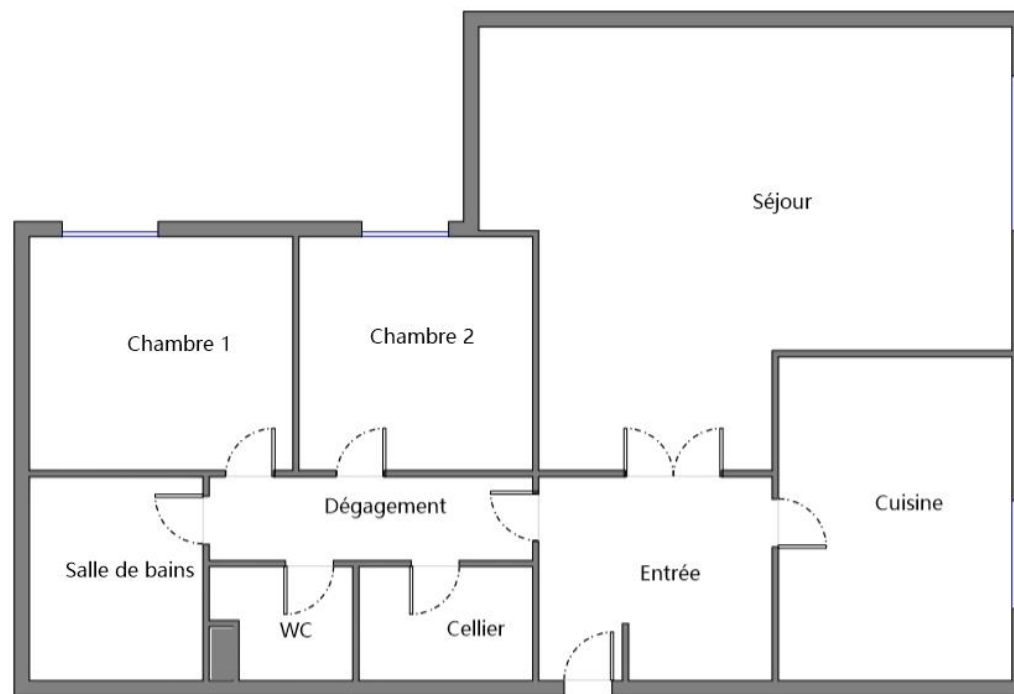 Séjour
Chambre 1
Chambre 2
Cuisine
Dégagement
Salle de bains
Entrée
WC
Cellier